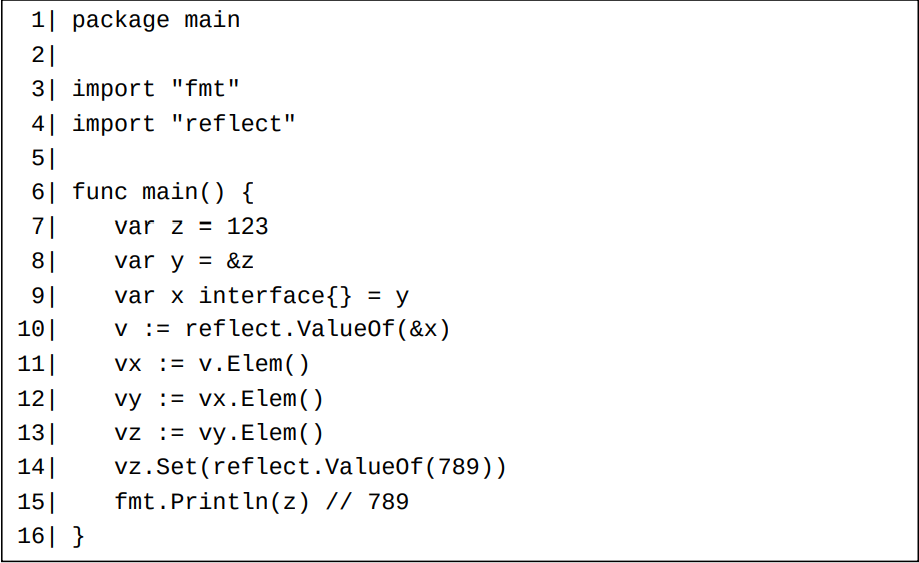 1| package main
 2|
 3| import "fmt"
 4| import "reflect"
 5|
 6| func main() {
 7|    var z = 123
 8|    var y = &z
 9|    var x interface{} = y
10|    v := reflect.ValueOf(&x)
11|    vx := v.Elem()
12|    vy := vx.Elem()
13|    vz := vy.Elem()
14|    vz.Set(reflect.ValueOf(789))
15|    fmt.Println(z) // 789
16| }